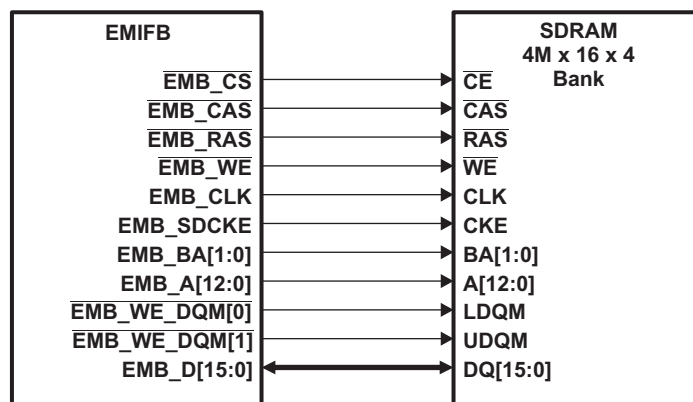 EMIFB
EMB_CS
EMB_CAS
EMB_RAS
EMB_WE
EMB_CLK
EMB_SDCKE
EMB_BA[1:0]
EMB_A[12:0]
EMB_WE_DQM[0]
EMB_WE_DQM[1]
EMB_D[15:0]
SDRAM
4M x 16 x 4
Bank
CE
CAS
RAS
WE
CLK
CKE
BA[1:0]
A[12:0]
LDQM
UDQM
DQ[15:0]